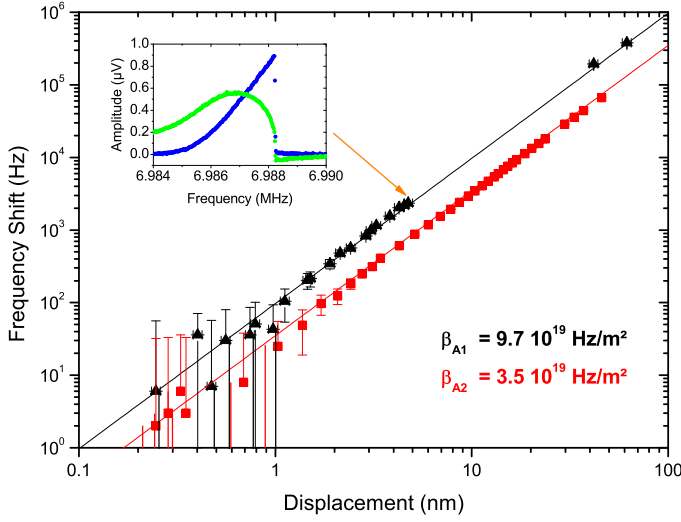 10^6
10^5
10^4
10^3
10^2
10^1
10^0
Frequency Shift (Hz)
1.0
0.8
0.6
0.4
0.2
0.0
Amplitude (µV)
6.984 6.986 6.988 6.990
Frequency (MHz)
β_A1 = 9.7 10^19 Hz/m²
β_A2 = 3.5 10^19 Hz/m²
0.1 1 10 100
Displacement (nm)